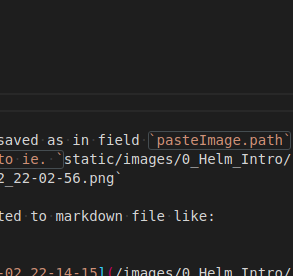 saved as in field `pasteImage.path`
to ie. `static/images/0_Helm_Intro/
2_22-02-56.png`
ted to markdown file like:
-02_22-14-15](/images/0_Helm_Intro/